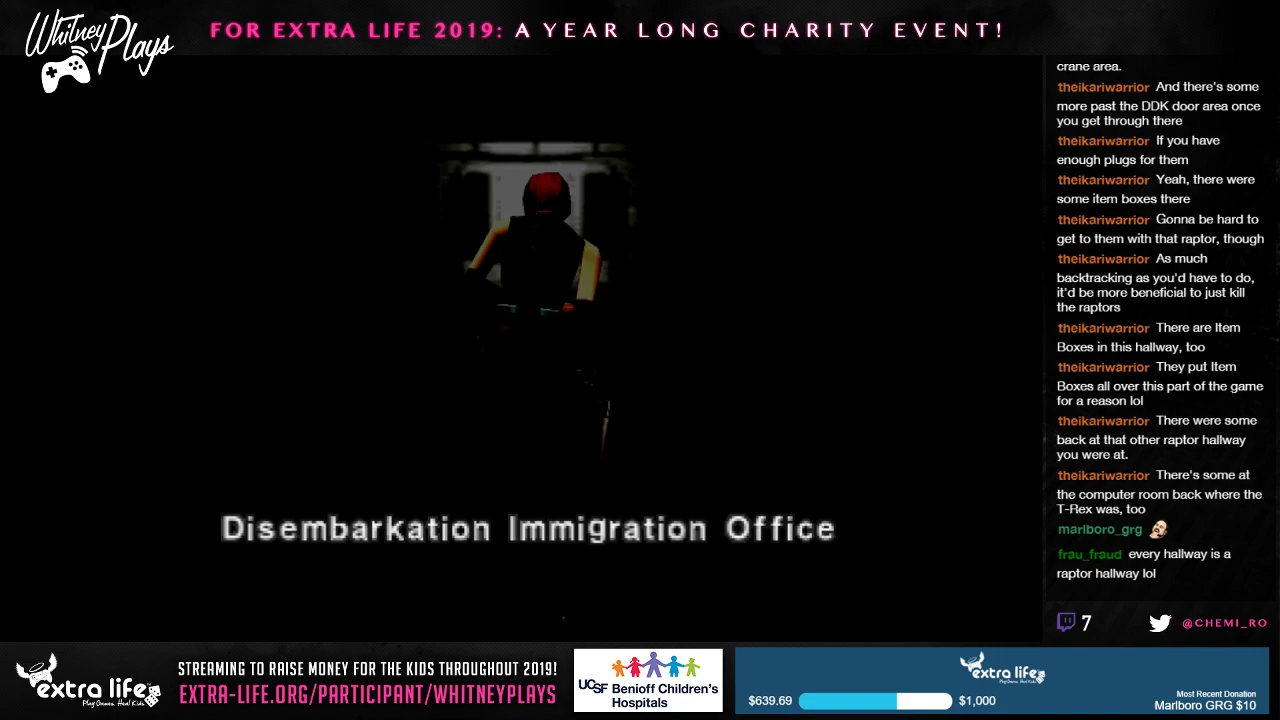 Whitney Plays
FOR EXTRA LIFE 2019: A YEAR LONG CHARITY EVENT!
crane area.
theikariwarrior And there's some
more past the DDK door area once
you get through there
theikariwarrior If you have
enough plugs for them
theikariwarrior Yeah, there were
some item boxes there
theikariwarrior Gonna be hard to
get to them with that raptor, though
theikariwarrior As much
backtracking as you'd have to do,
it'd be more beneficial to just kill
the raptors
theikariwarrior There are Item
Boxes in this hallway, too
theikariwarrior They put Item
Boxes all over this part of the game
for a reason lol
theikariwarrior There were some
back at that other raptor hallway
you were at.
theikariwarrior There's some at
the computer room back where the
T-Rex was, too
marlboro_grg
frau_fraud every hallway is a
raptor hallway lol
Disembarkation Immigration Office
7
@CHEMI_RO
extra life
Play Games. Heal Kids.
STREAMING TO RAISE MONEY FOR THE KIDS THROUGHOUT 2019!
EXTRA-LIFE.ORG/PARTICIPANT/WHITNEYPLAYS
UCSF Benioff Children's
Hospitals
extra life
Play Games. Heal Kids.
$639.69
$1,000
Most Recent Donation
Marlboro GRG $10